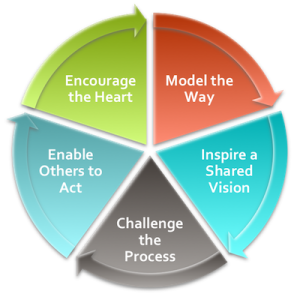 Model the
Way
Inspire a
Shared
Vision
Challenge
the
Process
Enable
Others to
Act
Encourage
the Heart